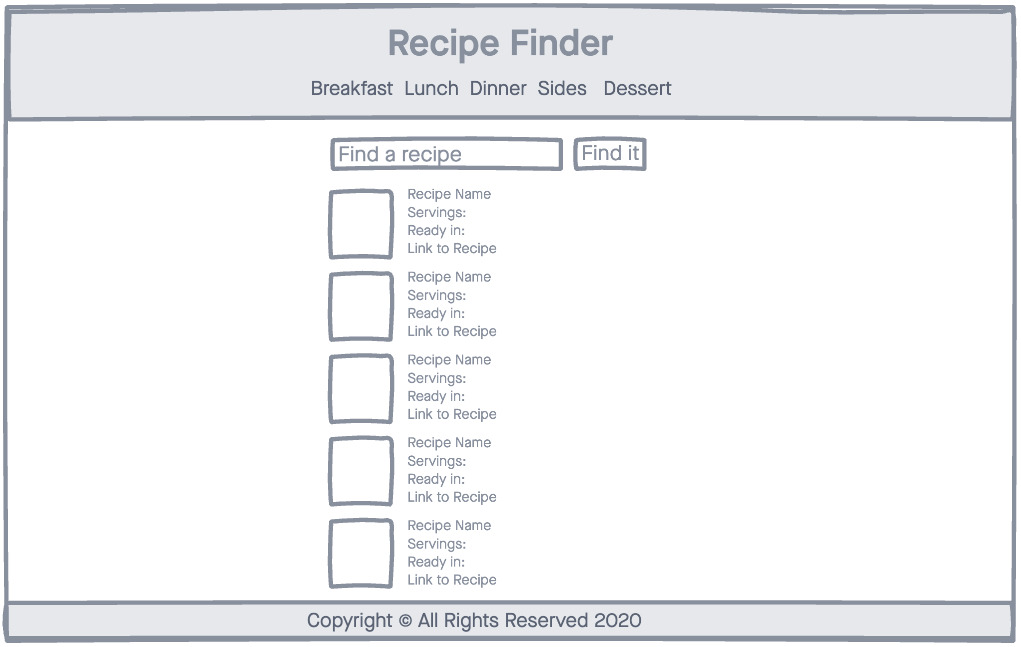 Recipe Finder
Breakfast Lunch Dinner Sides Dessert
Find a recipe Find it
Recipe Name
Servings:
Ready in:
Link to Recipe
Recipe Name
Servings:
Ready in:
Link to Recipe
Recipe Name
Servings:
Ready in:
Link to Recipe
Recipe Name
Servings:
Ready in:
Link to Recipe
Recipe Name
Servings:
Ready in:
Link to Recipe
Copyright © All Rights Reserved 2020